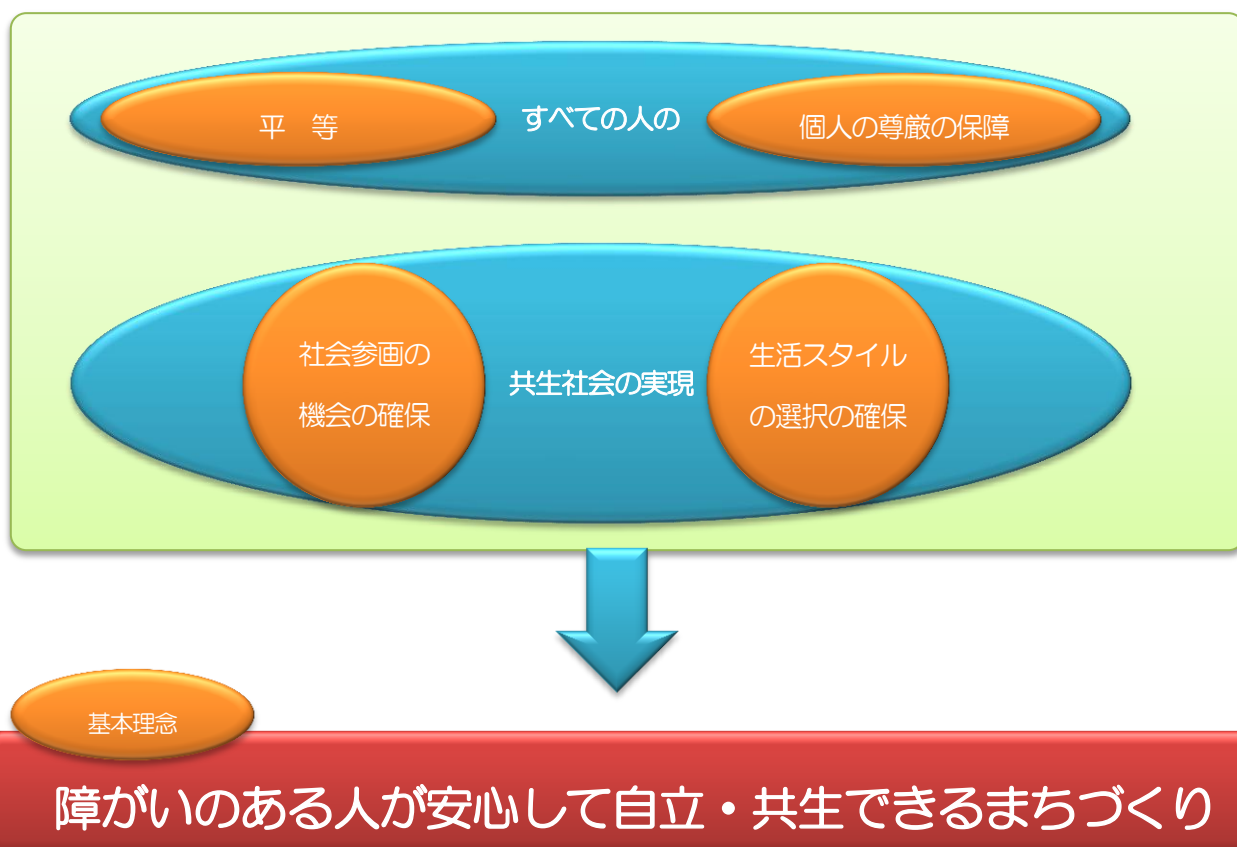 平　等
すべての人の
個人の尊厳の保障
社会参画の
機会の確保
共生社会の実現
生活スタイル
の選択の確保
基本理念
障がいのある人が安心して自立・共生できるまちづくり